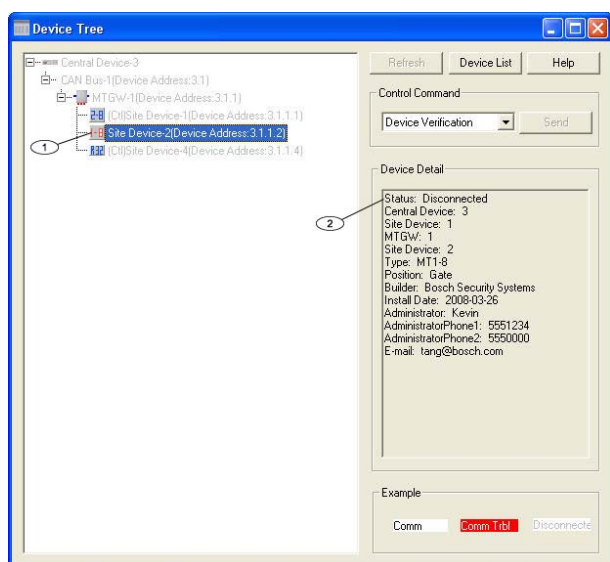 Device Tree
Central Device-3
CAN Bus-1(Device Address:3.1)
MTGW-1(Device Address:3.1.1)
2-8 (Ctl)Site Device-1(Device Address:3.1.1.1)
1-8 Site Device-2(Device Address:3.1.1.2)
R32 (Ctl)Site Device-4(Device Address:3.1.1.4)
1
2
Refresh Device List Help
Control Command
Device Verification Send
Device Detail
Status: Disconnected
Central Device: 3
Site Device: 1
MTGW: 1
Site Device: 2
Type: MT1-8
Position: Gate
Builder: Bosch Security Systems
Install Date: 2008-03-26
Administrator: Kevin
AdministratorPhone1: 5551234
AdministratorPhone2: 5550000
E-mail: tang@bosch.com
Example
Comm Comm Trbl Disconnecte